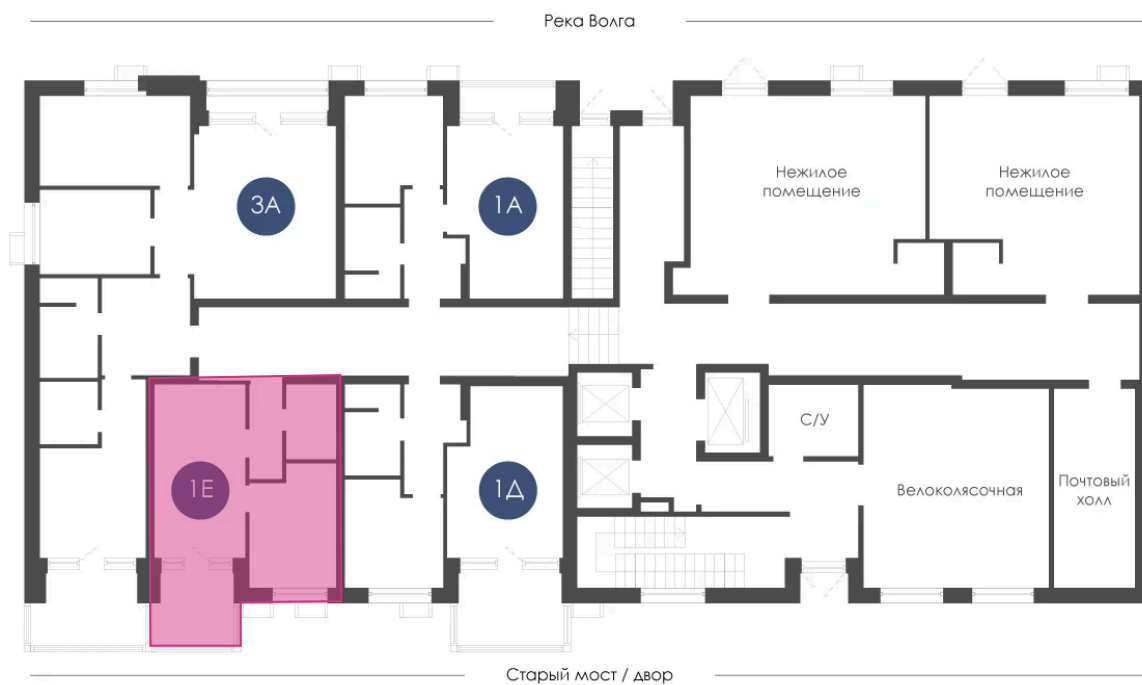 Река Волга
3А
1А
Нежилое
помещение
Нежилое
помещение
1Е
1Д
С/У
Велоколясочная
Почтовый
холл
Старый мост / двор